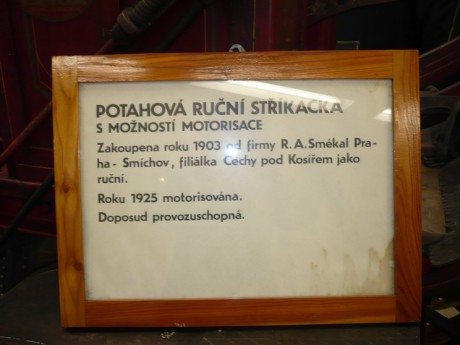 POTAHOVÁ RUČNÍ STŘÍKAČKA
S MOŽNOSTÍ MOTORISACE
Zakoupena roku 1903 od firmy R.A.Smékal Pra-
ha - Smíchov, filiálka Čechy pod Kosířem jako
ruční.
Roku 1925 motorisována.
Doposud provozuschopná.